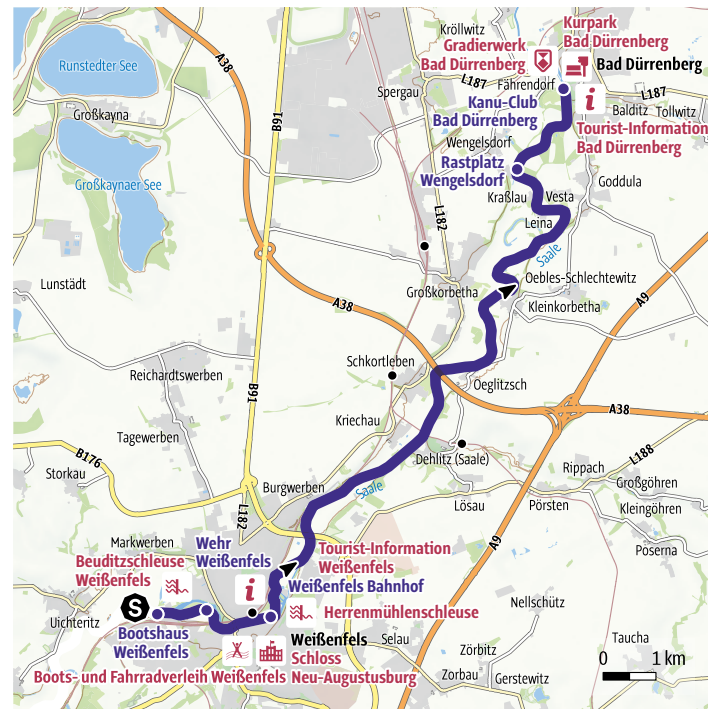 Kröllwitz
Kurpark
Bad Dürrenberg
Gradierwerk
Bad Dürrenberg
Bad Dürrenberg
Runstedter See
A38
L187
Fährendorf
L187
Spergau
Kanu-Club
Bad Dürrenberg
Balditz
Tollwitz
i
Großkayna
B91
Tourist-Information
Bad Dürrenberg
Wengelsdorf
Rastplatz
Wengelsdorf
Großkaynaer See
Goddula
Kraßlau
Vesta
L182
Leina
Saale
Lunstädt
Großkorbetha
Oebles-Schlechtewitz
Kleinkorbetha
A9
A38
Schkortleben
Reichardtswerben
Oeglitzsch
B91
A38
Kriechau
Tagewerben
B176
Dehlitz (Saale)
L188
Storkau
Rippach
Großgöhren
Burgwerben
Saale
Lösau
Pörsten
Kleingöhren
L182
Markwerben
Wehr
Weißenfels
Tourist-Information
Weißenfels
A9
Poserna
Beuditzschleuse
Weißenfels
Weißenfels Bahnhof
i
S
Herrenmühlenschleuse
Nellschütz
Uichteritz
Bootshaus
Weißenfels
Weißenfels
Selau
Taucha
Schloss
Neu-Augustusburg
Zörbitz
0 1 km
Boots- und Fahrradverleih Weißenfels
Zorbau
Gerstewitz